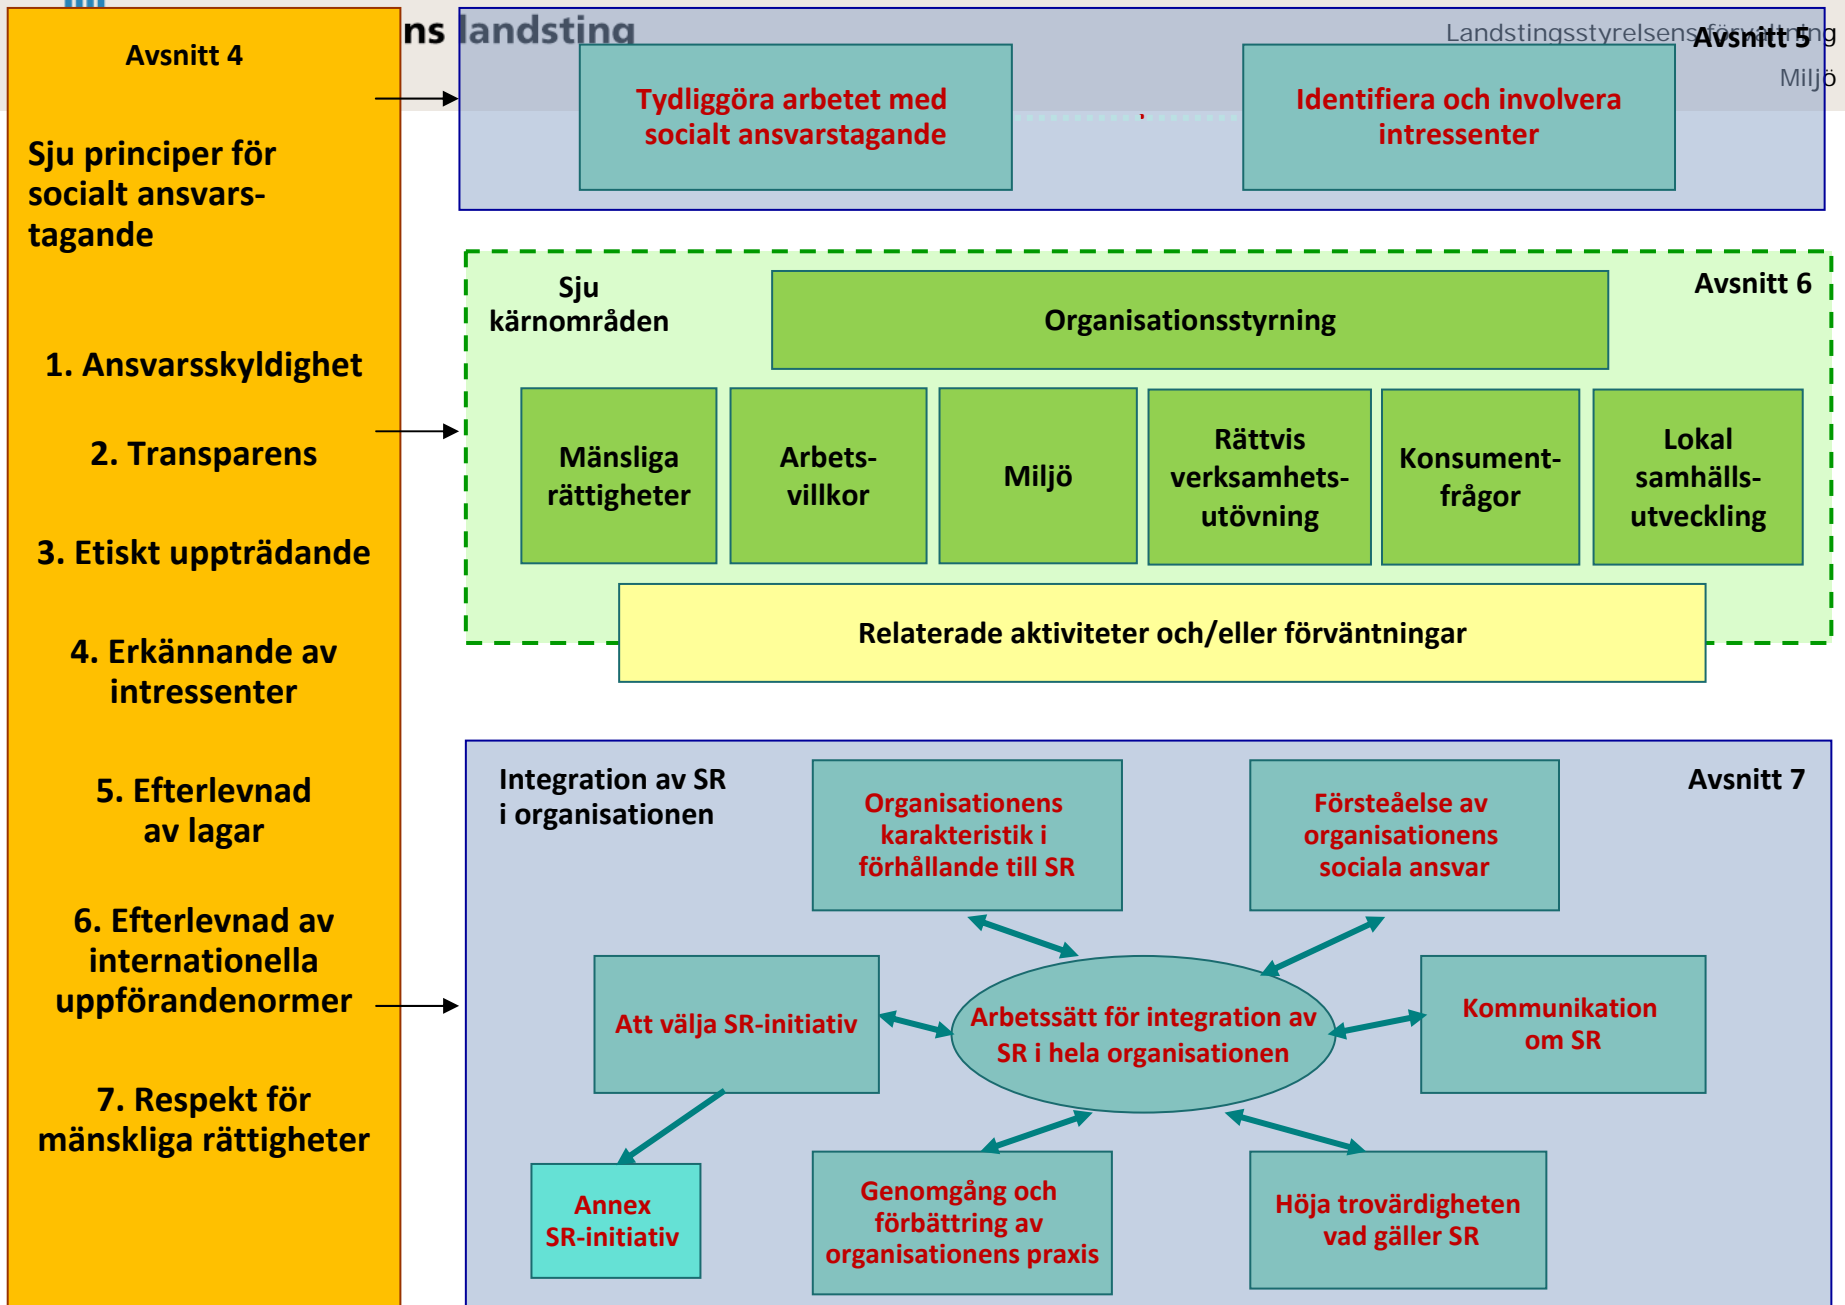 ns landsting
Landstingsstyrelsens förvaltning
Miljö
Avsnitt 4
Sju principer för
socialt ansvars-
tagande
1. Ansvarsskyldighet
2. Transparens
3. Etiskt uppträdande
4. Erkännande av
intressenter
5. Efterlevnad
av lagar
6. Efterlevnad av
internationella
uppförandenormer
7. Respekt för
mänskliga rättigheter
Avsnitt 5
Tydliggöra arbetet med
socialt ansvarstagande
Identifiera och involvera
intressenter
Sju
kärnområden
Avsnitt 6
Organisationsstyrning
Mänsliga
rättigheter
Arbets-
villkor
Miljö
Rättvis
verksamhets-
utövning
Konsument-
frågor
Lokal
samhälls-
utveckling
Relaterade aktiviteter och/eller förväntningar
Integration av SR
i organisationen
Avsnitt 7
Organisationens
karakteristik i
förhållande till SR
Försteåelse av
organisationens
sociala ansvar
Att välja SR-initiativ
Arbetssätt för integration av
SR i hela organisationen
Kommunikation
om SR
Annex
SR-initiativ
Genomgång och
förbättring av
organisationens praxis
Höja trovärdigheten
vad gäller SR